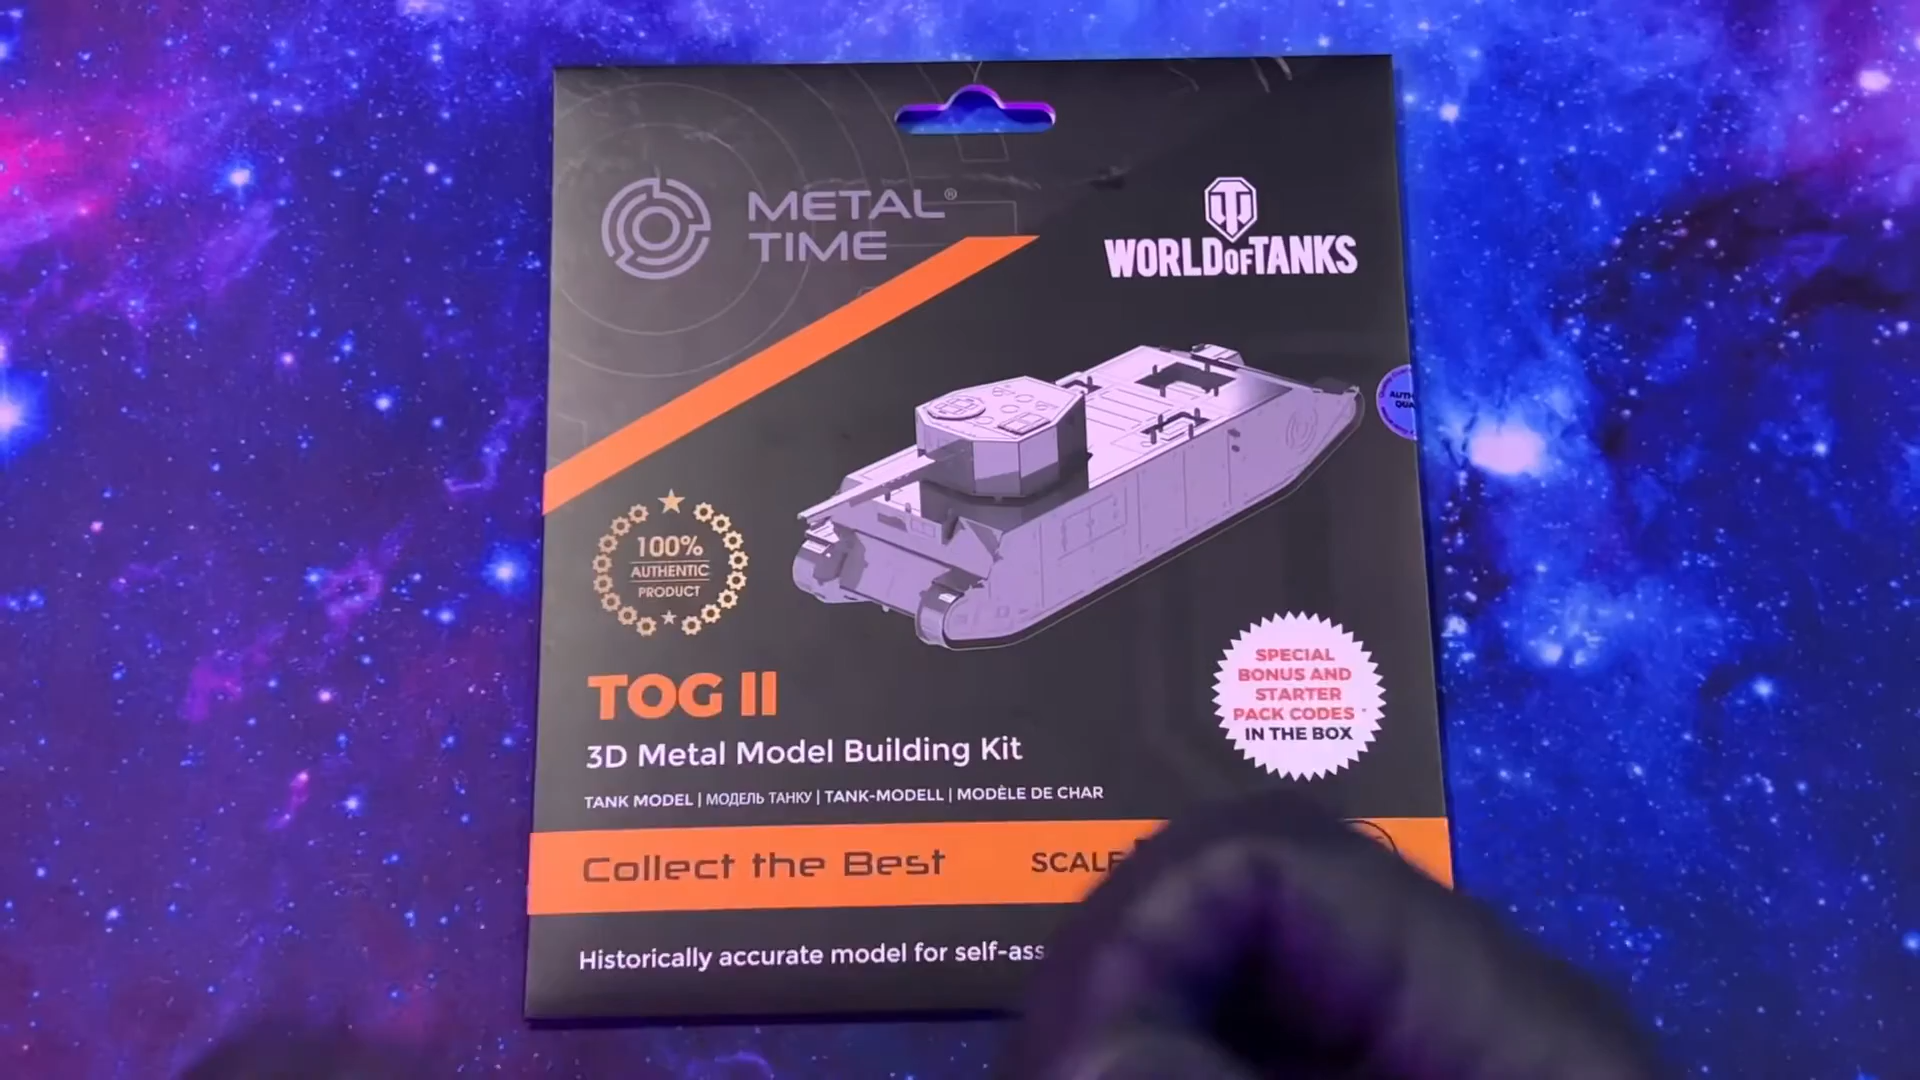 METAL®
TIME
WORLD OF TANKS
100%
AUTHENTIC
PRODUCT
TOG II
3D Metal Model Building Kit
TANK MODEL | МОДЕЛЬ ТАНКУ | TANK-MODELL | MODÈLE DE CHAR
SPECIAL
BONUS AND
STARTER
PACK CODES *
IN THE BOX
Collect the Best
SCALE
Historically accurate model for self-ass